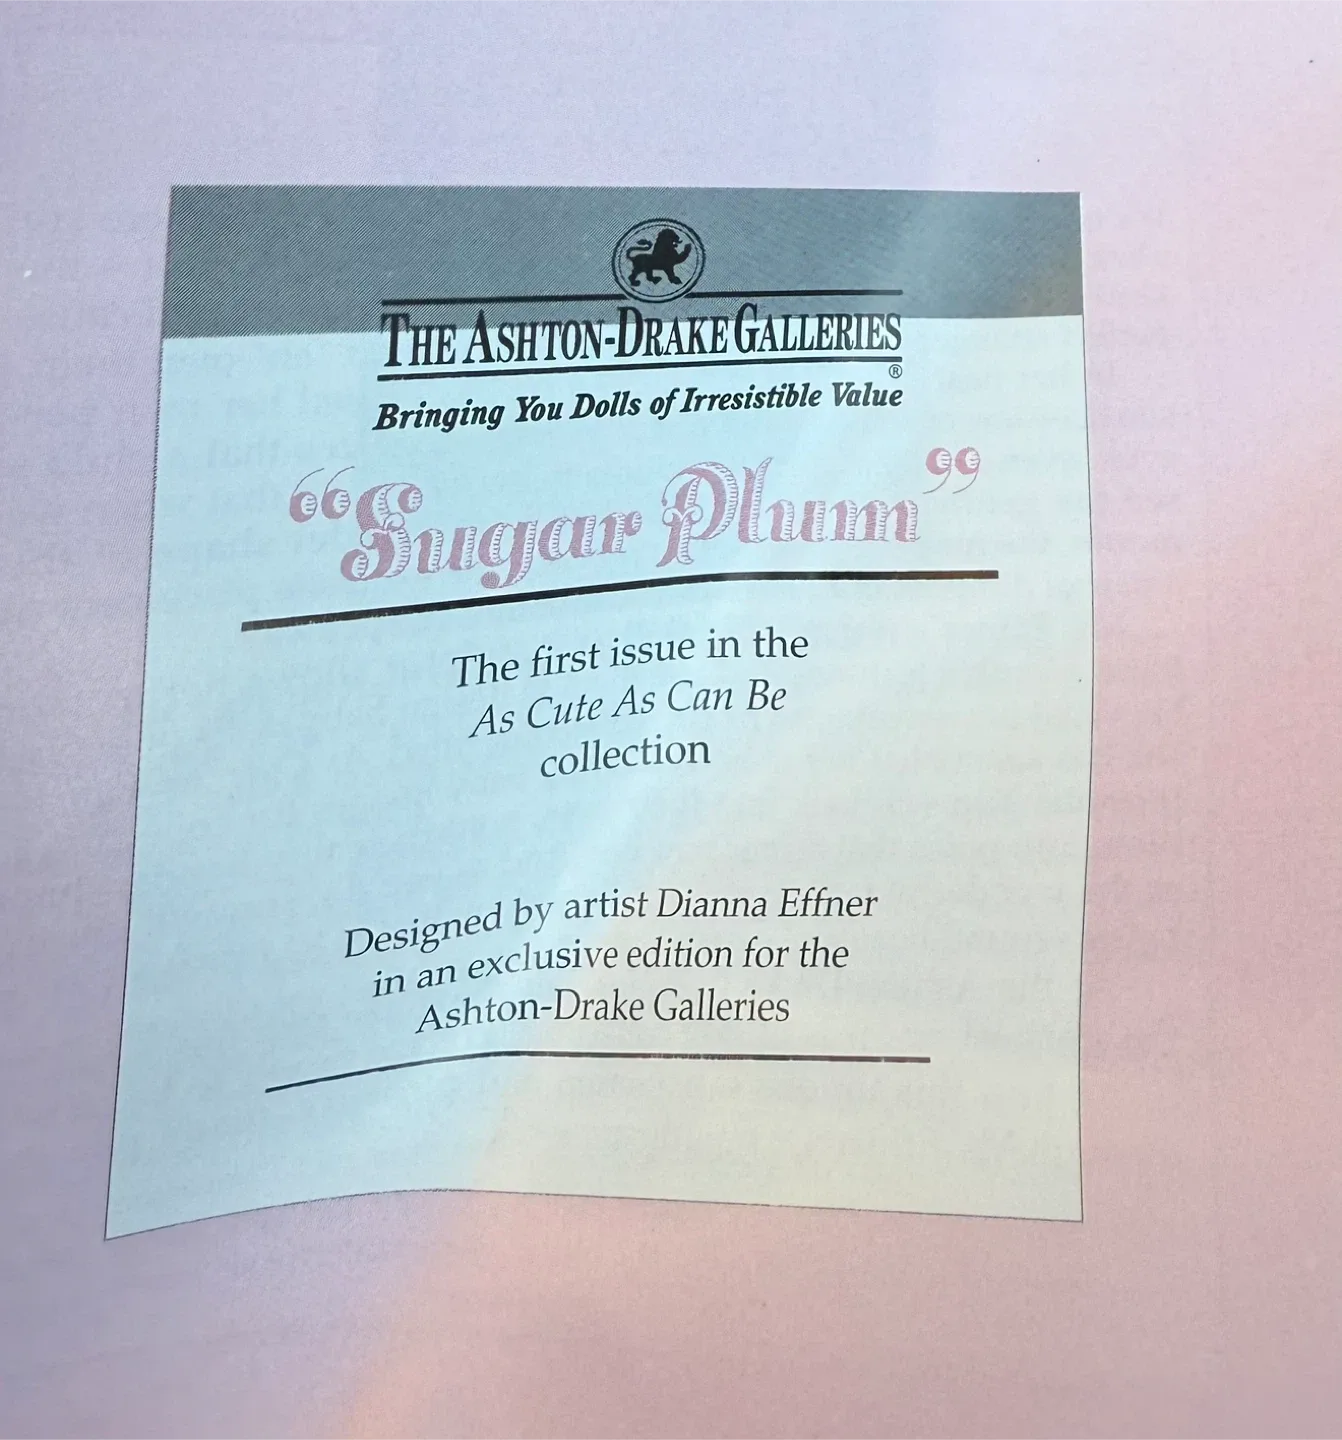 THE ASHTON-DRAKE GALLERIES
®
Bringing You Dolls of Irresistible Value
“Sugar Plum”
The first issue in the
As Cute As Can Be
collection
Designed by artist Dianna Effner
in an exclusive edition for the
Ashton-Drake Galleries